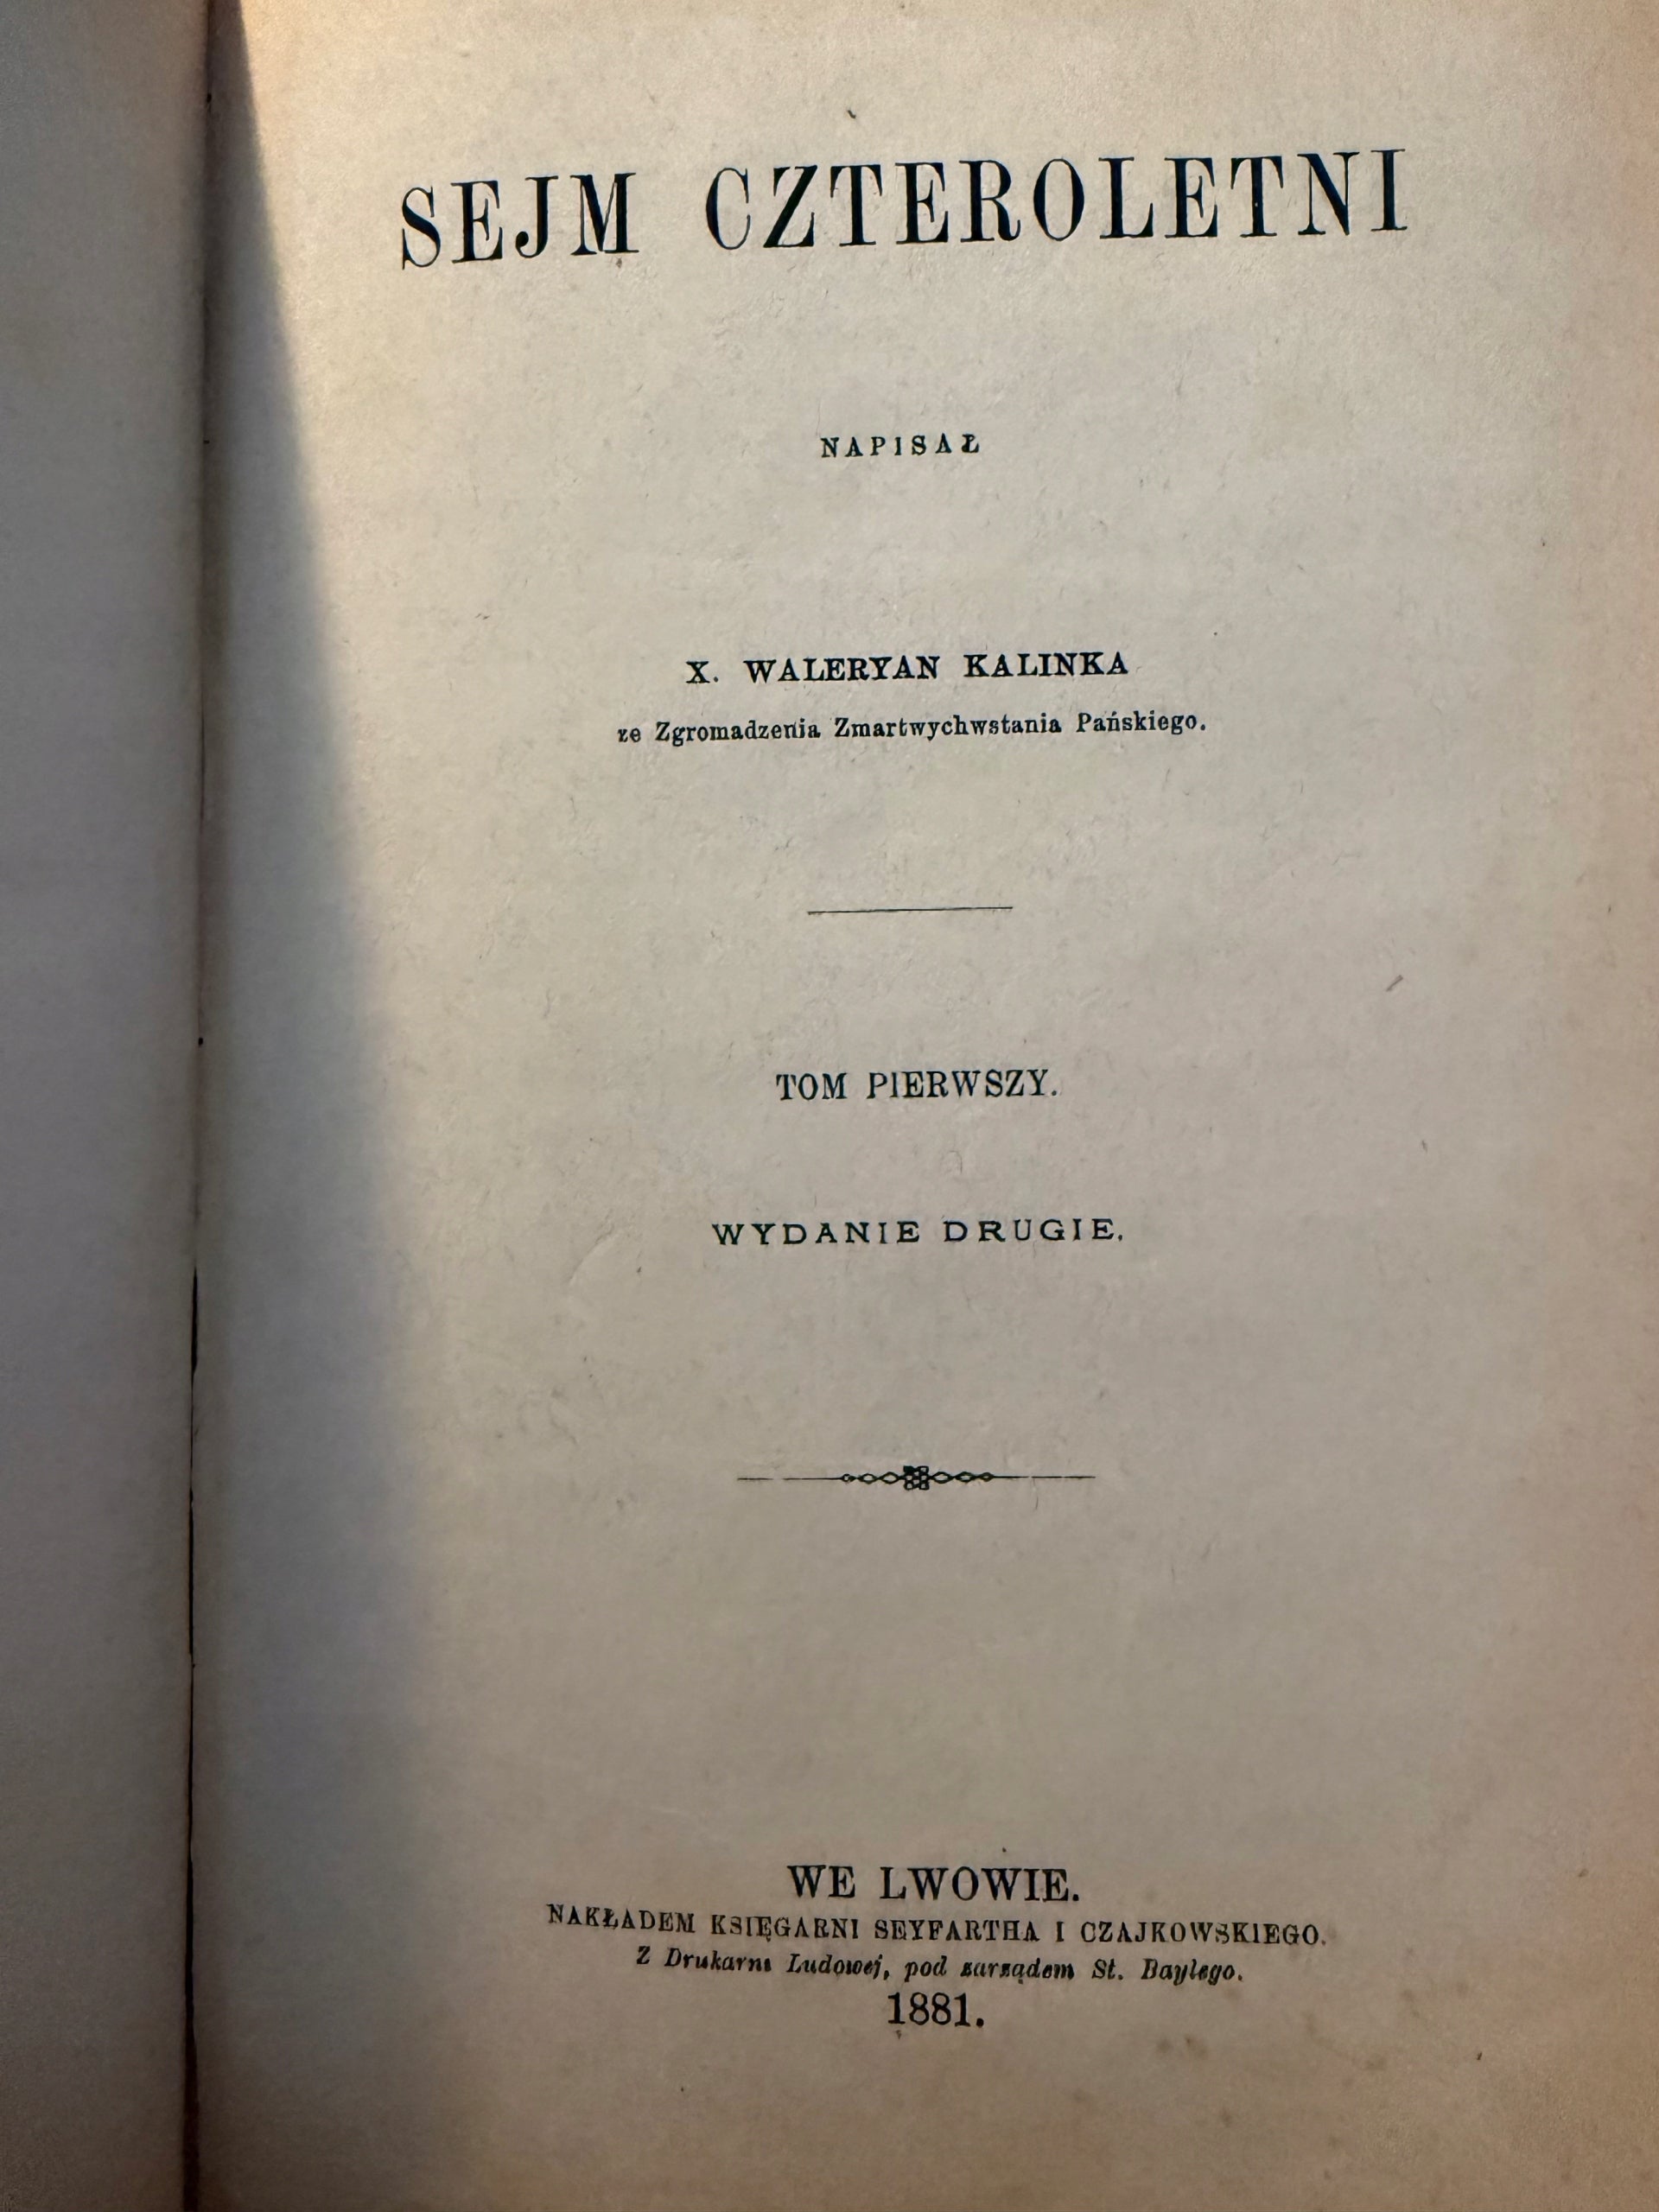 SEJM CZTEROLETNI
NAPISAŁ
X. WALERYAN KALINKA
ze Zgromadzenia Zmartwychwstania Pańskiego.
TOM PIERWSZY.
WYDANIE DRUGIE.
WE LWOWIE.
NAKŁADEM KSIĘGARNI SEYFARTHA I CZAJKOWSKIEGO.
Z Drukarni Ludowej, pod zarządem St. Baylego.
1881.